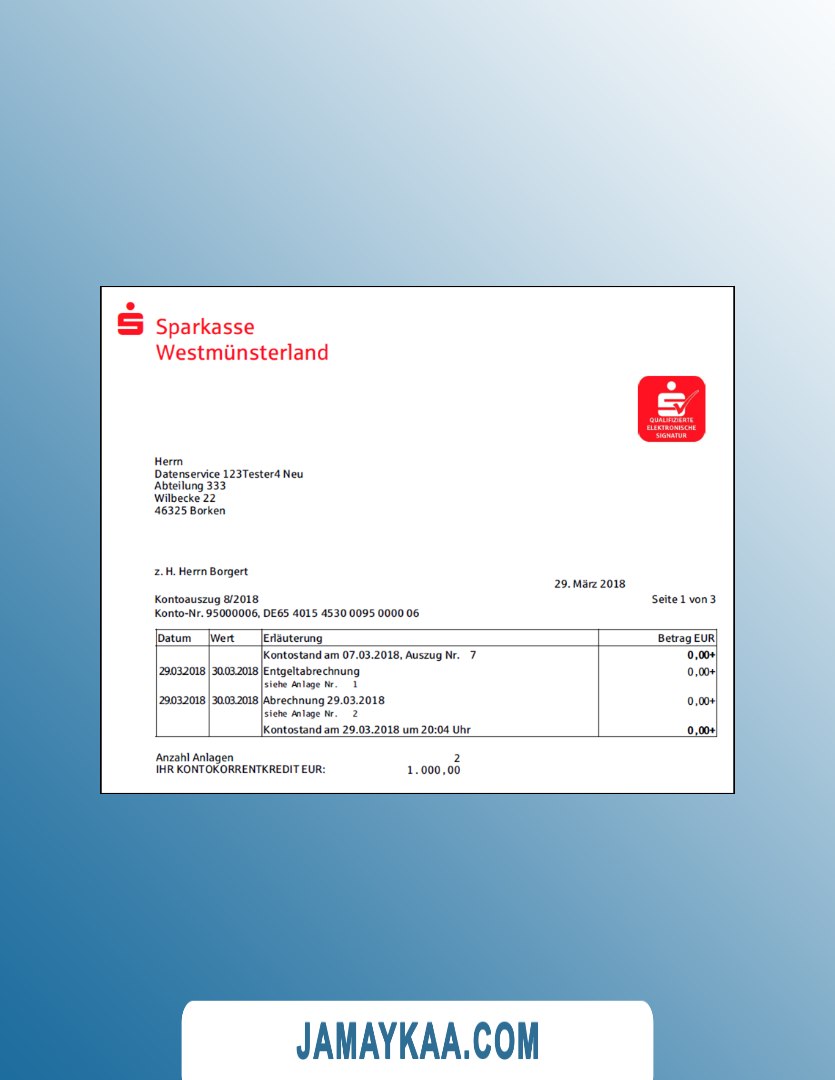 Sparkasse
Westmünsterland
QUALIFIZIERTE
ELEKTRONISCHE
SIGNATUR
Herrn
Datenservice 123Tester4 Neu
Abteilung 333
Wilbecke 22
46325 Borken
z. H. Herrn Borgert
29. März 2018
Kontoauszug 8/2018 Seite 1 von 3
Konto-Nr. 95000006, DE65 4015 4530 0095 0000 06
Datum Wert Erläuterung Betrag EUR
Kontostand am 07.03.2018, Auszug Nr. 7 0,00+
29.03.2018 30.03.2018 Entgeltabrechnung 0,00+
siehe Anlage Nr. 1
29.03.2018 30.03.2018 Abrechnung 29.03.2018 0,00+
siehe Anlage Nr. 2
Kontostand am 29.03.2018 um 20:04 Uhr 0,00+
Anzahl Anlagen 2
IHR KONTOKORRENTKREDIT EUR: 1.000,00
JAMAYKAA.COM